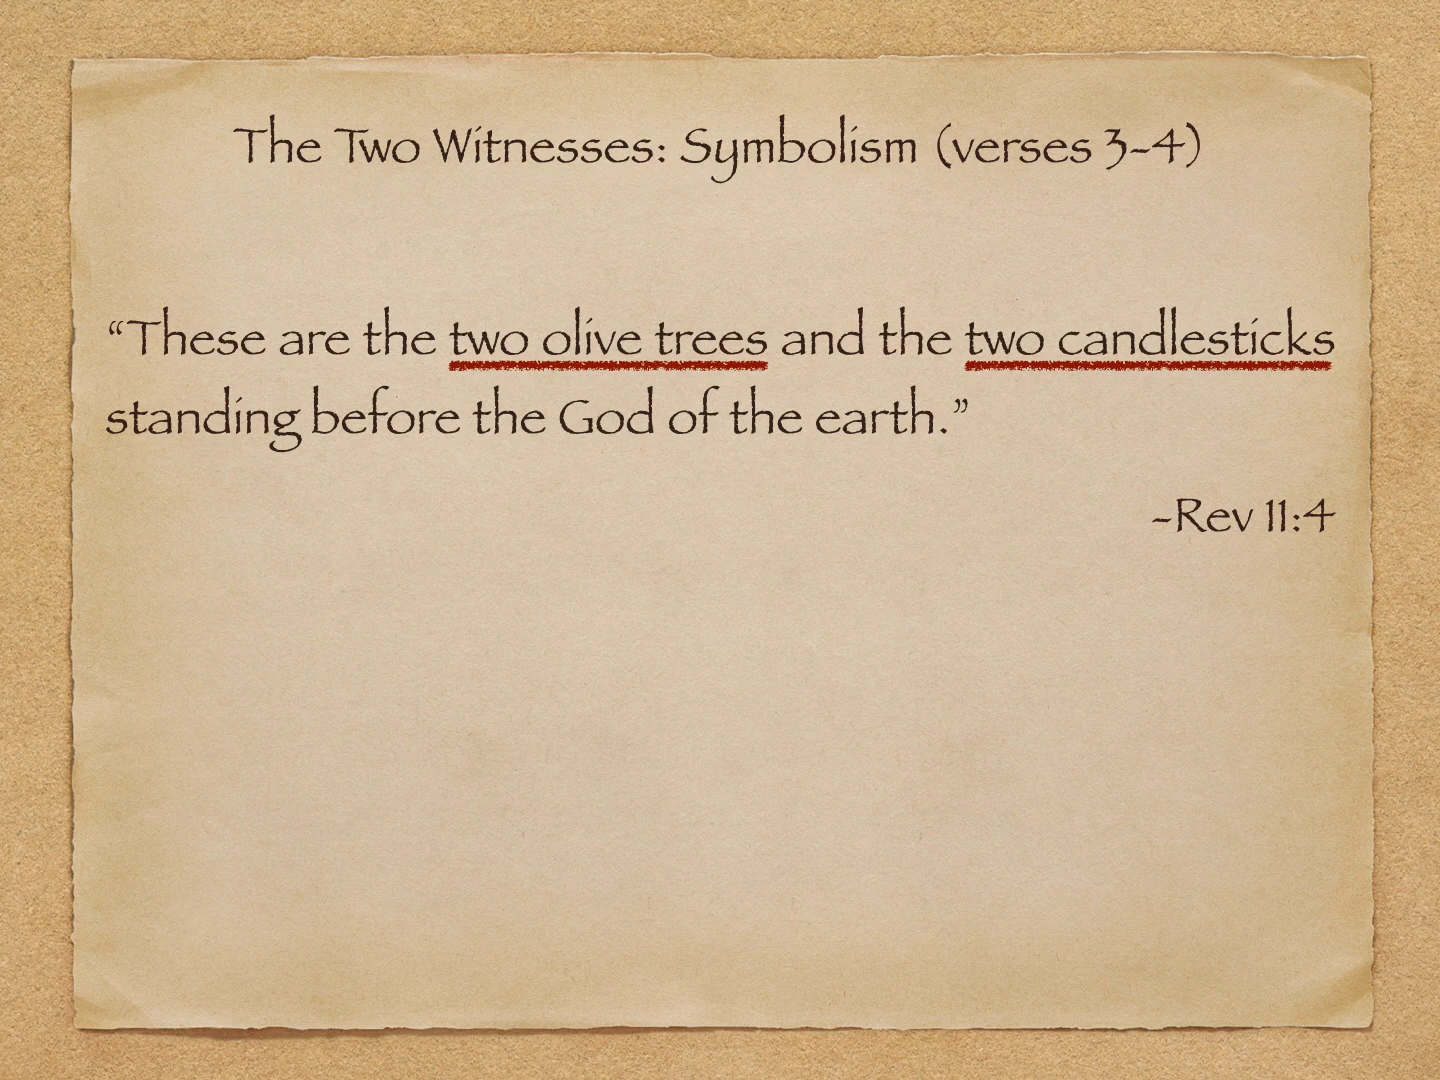 The Two Witnesses: Symbolism (verses 3-4)
“These are the two olive trees and the two candlesticks
standing before the God of the earth.”
-Rev 11:4